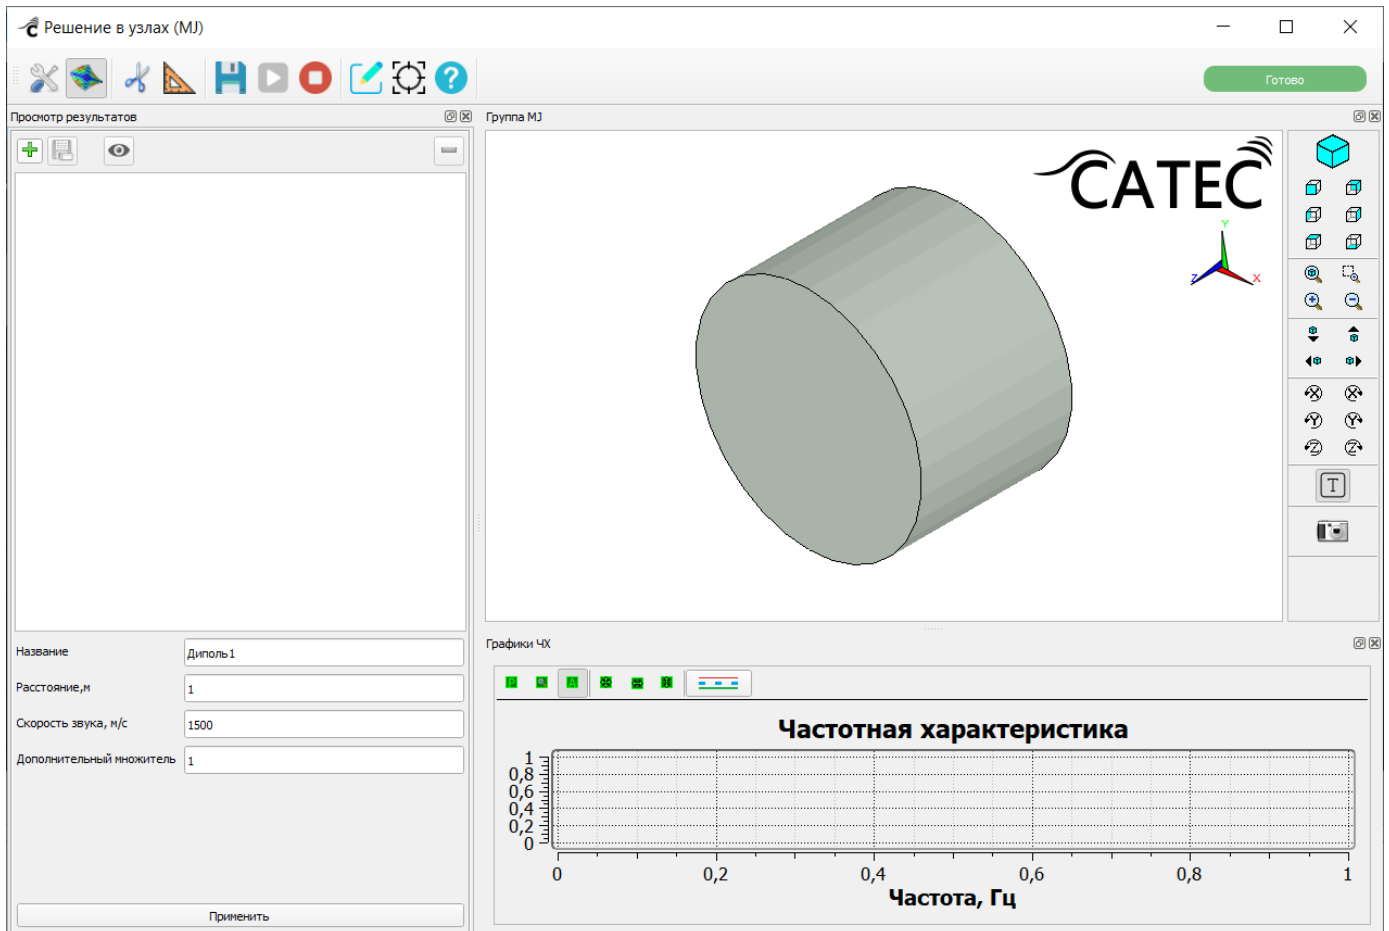 Решение в узлах (MJ)
Готово
Просмотр результатов
Группа MJ
CATEC
Y
Z
X
X
X
Y
Y
Z
Z
T
Название
Диполь1
Расстояние,м
1
Скорость звука, м/с
1500
Дополнительный множитель
1
Применить
Графики ЧХ
P
A
Частотная характеристика
1
0,8
0,6
0,4
0,2
0
0 0,2 0,4 0,6 0,8 1
Частота, Гц